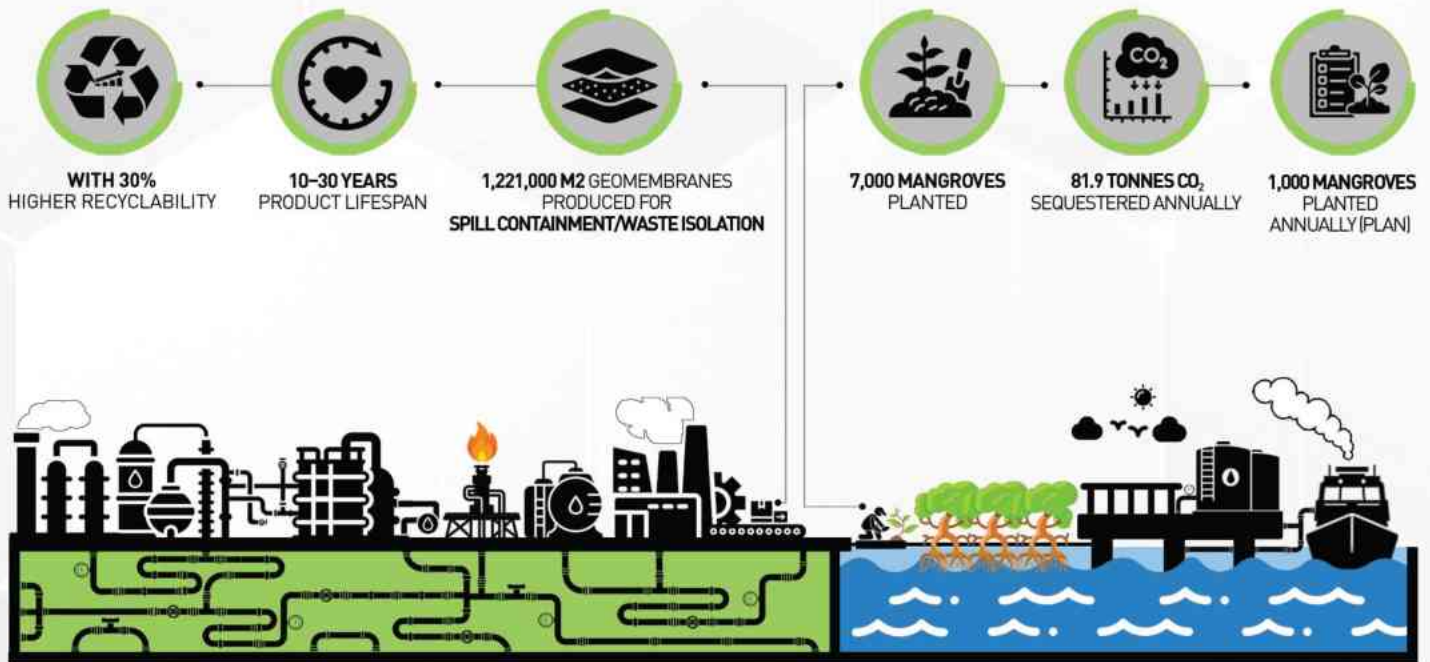 CO₂
WITH 30%
HIGHER RECYCLABILITY
10–30 YEARS
PRODUCT LIFESPAN
1,221,000 M2 GEOMEMBRANES
PRODUCED FOR
SPILL CONTAINMENT/WASTE ISOLATION
7,000 MANGROVES
PLANTED
81.9 TONNES CO₂
SEQUESTERED ANNUALLY
1,000 MANGROVES
PLANTED
ANNUALLY(PLAN)